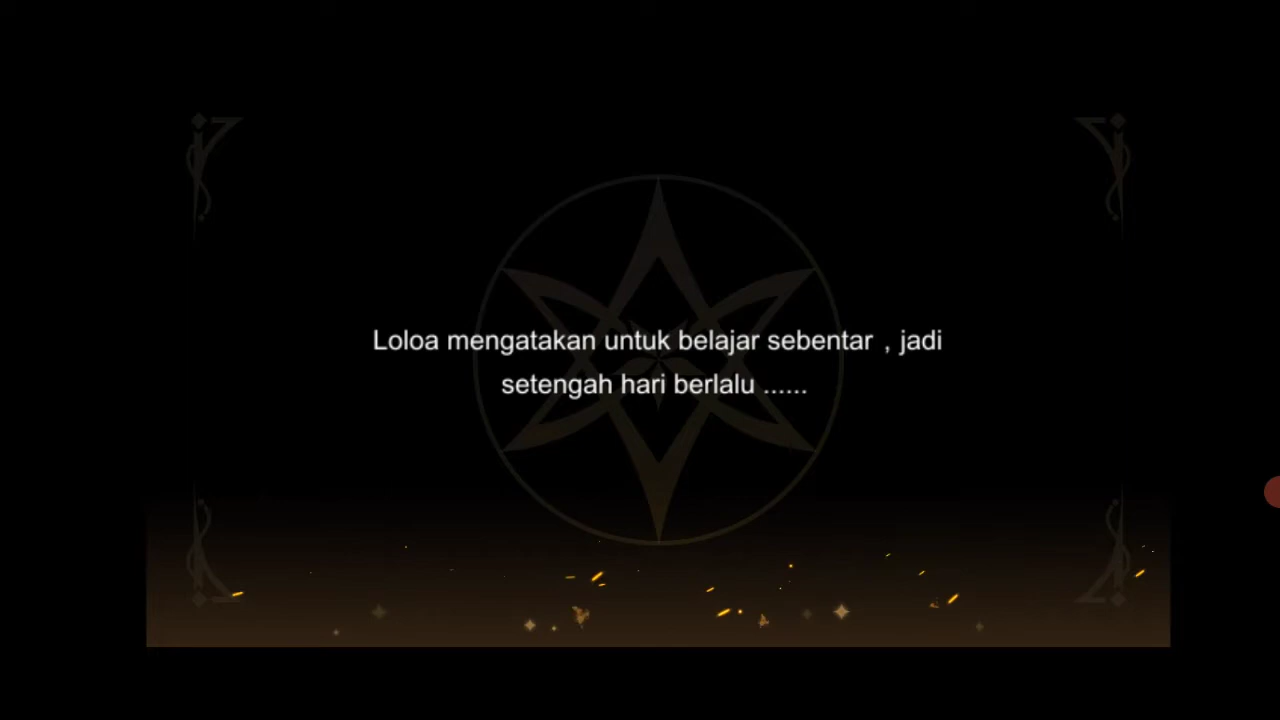 Loloa mengatakan untuk belajar sebentar , jadi
setengah hari berlalu ......